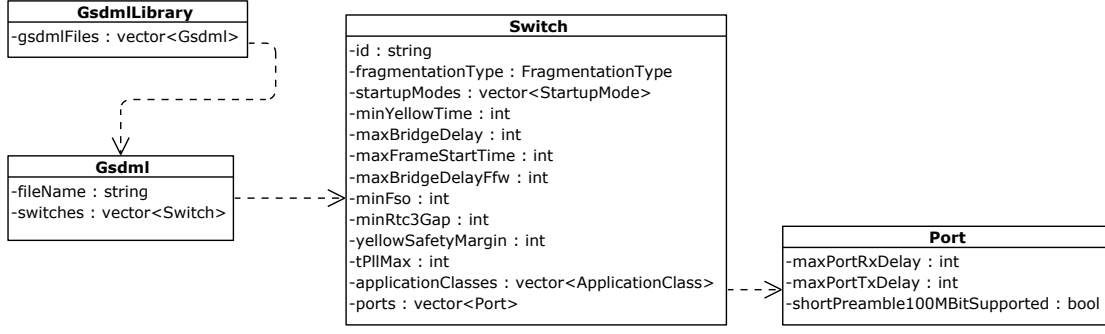 GsdmlLibrary
-gsdmlFiles : vector<Gsdml>
Gsdml
-fileName : string
-switches : vector<Switch>
Switch
-id : string
-fragmentationType : FragmentationType
-startupModes : vector<StartupMode>
-minYellowTime : int
-maxBridgeDelay : int
-maxFrameStartTime : int
-maxBridgeDelayFfw : int
-minFso : int
-minRtc3Gap : int
-yellowSafetyMargin : int
-tPllMax : int
-applicationClasses : vector<ApplicationClass>
-ports : vector<Port>
Port
-maxPortRxDelay : int
-maxPortTxDelay : int
-shortPreamble100MBitSupported : bool